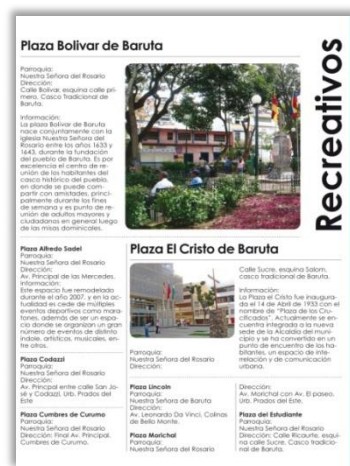 Plaza Bolivar de Baruta
Recreativos
Parroquia:
Nuestra Señora del Rosario
Dirección:
Calle Bolívar, esquina calle pri-
mero, Casco Tradicional de
Baruta.
Información:
La plaza Bolívar de Baruta
nace conjuntamente con la
iglesia Nuestra Señora del
Rosario entre los años 1633 y
1643, durante la fundación
del pueblo de Baruta. Es por
excelencia el centro de re-
unión de los habitantes del
casco histórico del pueblo,
en donde se puede com-
partir con amistades, princi-
palmente durante los fines
de semana y es punto de re-
unión de adultos mayores y
ciudadanos en general luego
de las misas dominicales.
Plaza Alfredo Sadel
Parroquia:
Nuestra Señora del Rosario
Dirección:
Av. Principal de las Mercedes.
Información:
Este espacio fue remodelado
durante el año 2007, y en la ac-
tualidad es cede de múltiples
eventos deportivos como mara-
tones, además de ser un espa-
cio donde se organizan un gran
número de eventos de distinto
índole, artísticos, musicales, en-
tre otros.
Plaza Codazzi
Parroquia:
Nuestra Señora del Rosario
Dirección:
Av. Principal entre calle San Jo-
sé y Codazzi, Urb. Prados del
Este
Plaza Cumbres de Curumo
Parroquia:
Nuestra Señora del Rosario
Dirección: Final Av. Principal,
Cumbres de Curumo.
Plaza El Cristo de Baruta
Parroquia:
Nuestra Señora del Rosario
Dirección:
Calle Sucre, esquina Salom,
casco tradicional de Baruta.
Información:
La Plaza el Cristo fue inaugura-
da el 14 de Abril de 1933 con el
nombre de "Plaza de los Cru-
cificados". Actualmente se en-
cuentra integrada a la nueva
sede de la Alcaldía del muni-
cipio y se ha convertido en un
punto de encuentro de los ha-
bitantes, un espacio de inte-
rrelación y de comunicación
urbana.
Plaza Lincoln
Parroquia:
Nuestra Señora de Baruta
Dirección:
Av. Leonardo Da Vinci, Colinas
de Bello Monte.
Plaza Morichal
Parroquia:
Nuestra Señora del Rosario
Dirección:
Av. Morichal con Av. El paseo,
Urb. Prados del Este.
Plaza del Estudiante
Parroquia:
Nuestra Señora del Rosario
Dirección: Calle Ricaurte, esqui-
na calle Sucre, Casco tradicio-
nal de Baruta.